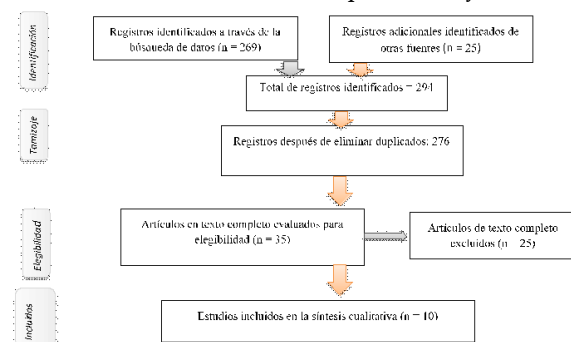 Identificación
Registros identificados a través de la
búsqueda de datos (n = 269)
Registros adicionales identificados de
otras fuentes (n = 25)
Total de registros identificados = 294
Tamizaje
Registros después de eliminar duplicados: 276
Elegibilidad
Artículos en texto completo evaluados para
elegibilidad (n = 35)
Artículos de texto completo
excluidos (n 25)
Incluidos
Estudios incluidos en la síntesis cualitativa (n = 10)